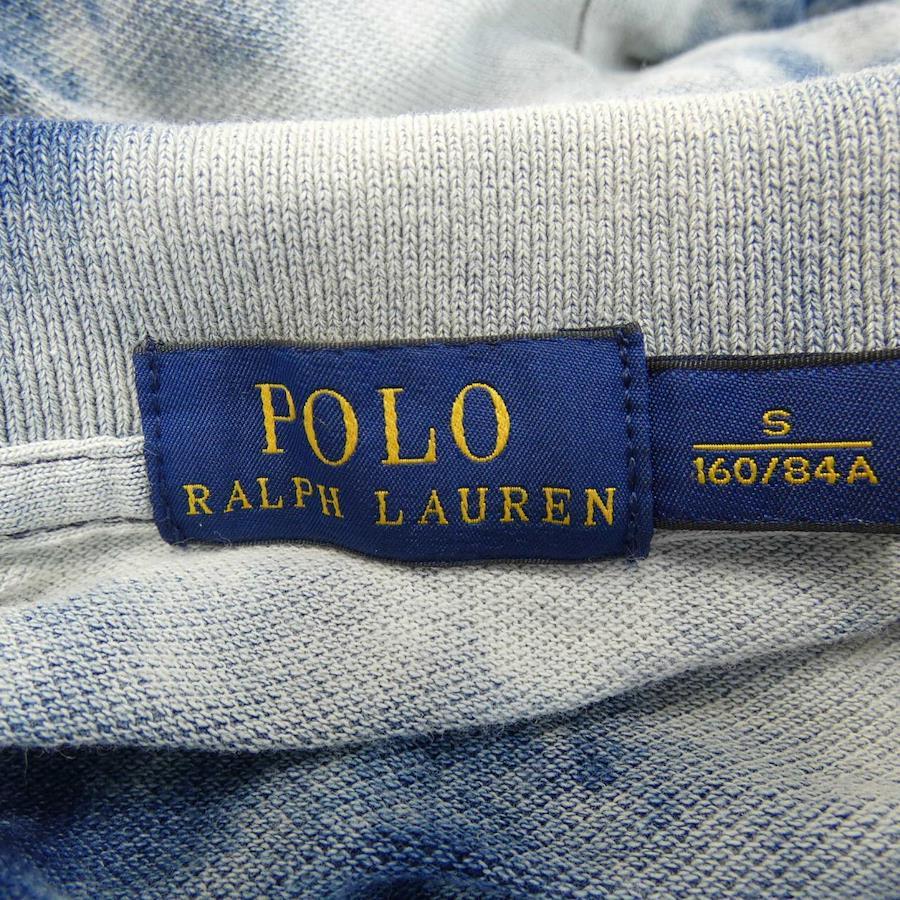 POLO
RALPH LAUREN
S
160/84A